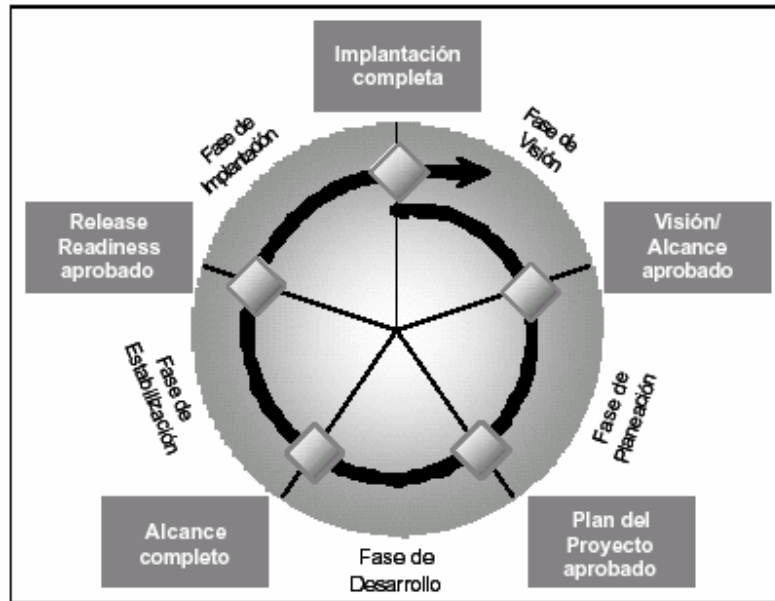 Implantación
completa
Fase de
Visión
Visión/
Alcance
aprobado
Fase de
Planeación
Plan del
Proyecto
aprobado
Fase de
Desarrollo
Alcance
completo
Fase de
Estabilización
Release
Readiness
aprobado
Fase de
Implantación